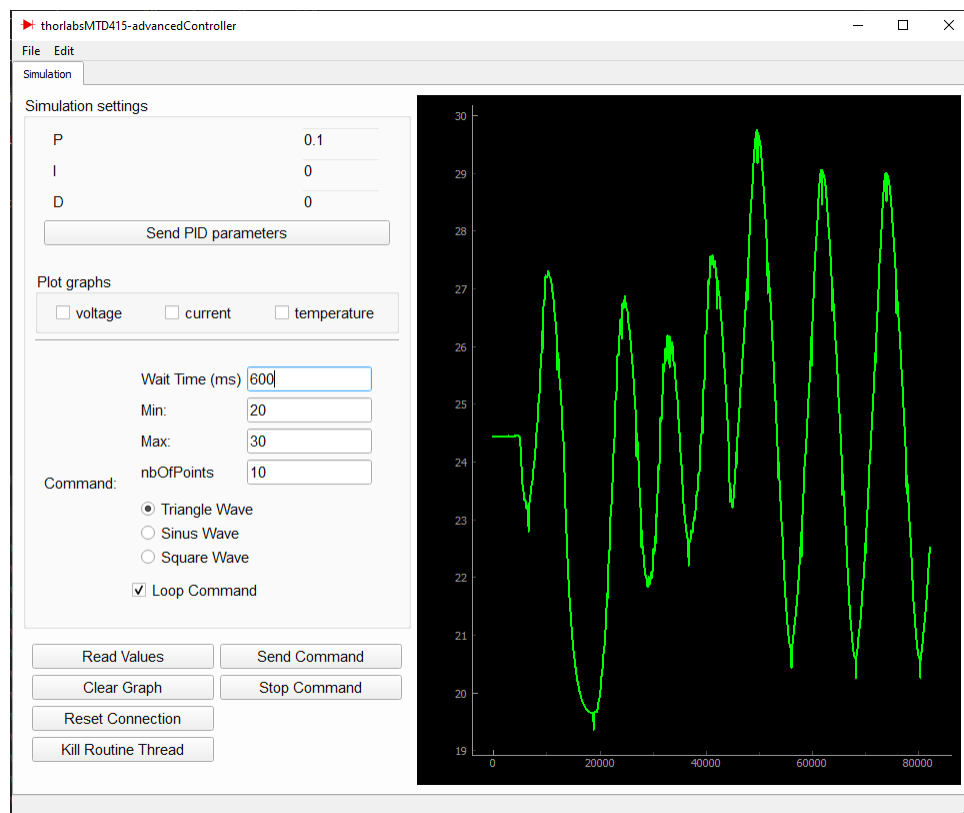 thorlabsMTD415-advancedController
File Edit
Simulation
Simulation settings
P 0.1
I 0
D 0
Send PID parameters
Plot graphs
voltage current temperature
Wait Time (ms) 600
Min: 20
Max: 30
nbOfPoints 10
Command:
Triangle Wave
Sinus Wave
Square Wave
Loop Command
Read Values Send Command
Clear Graph Stop Command
Reset Connection
Kill Routine Thread
30
29
28
27
26
25
24
23
22
21
20
19
0 20000 40000 60000 80000